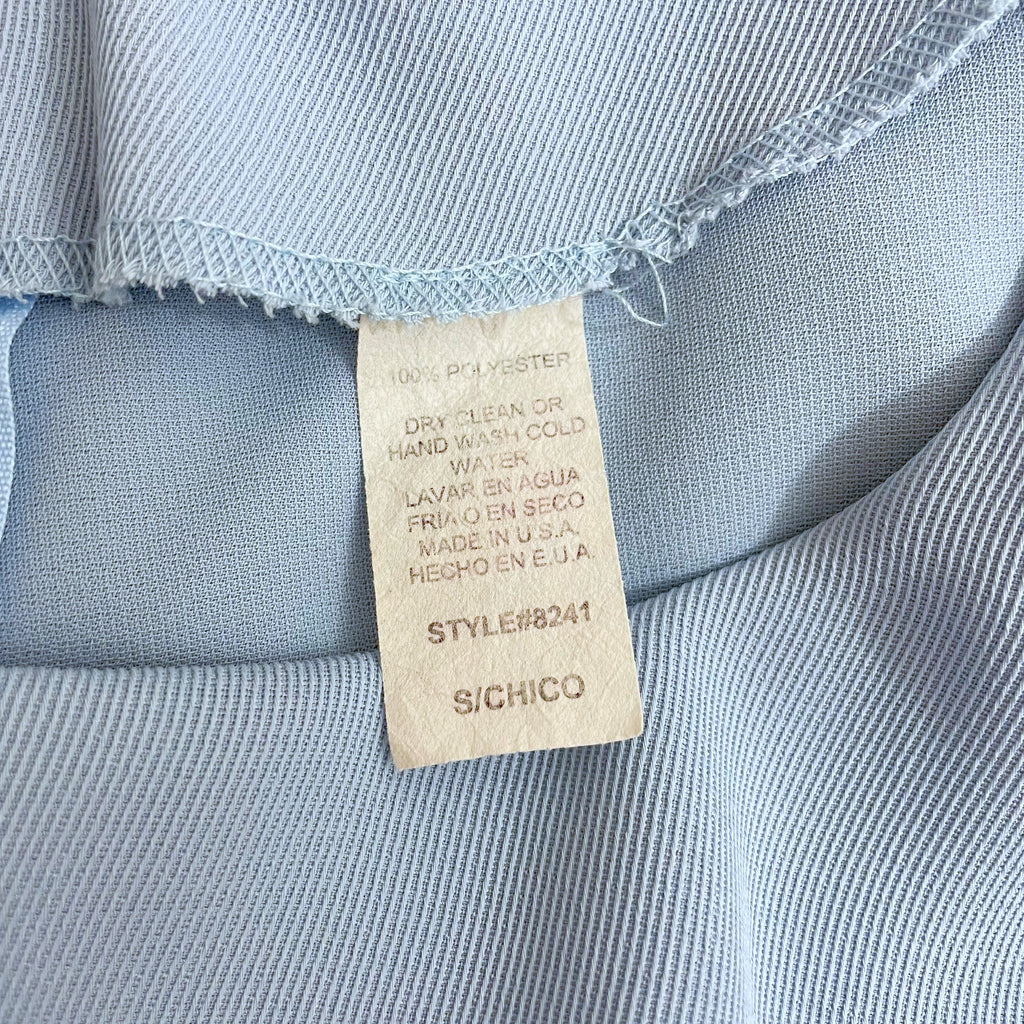 100% POLYESTER
DRY CLEAN OR
HAND WASH COLD
WATER
LAVAR EN AGUA
FRIA O EN SECO
MADE IN U.S.A.
HECHO EN E.U.A.
STYLE#8241
S/CHICO